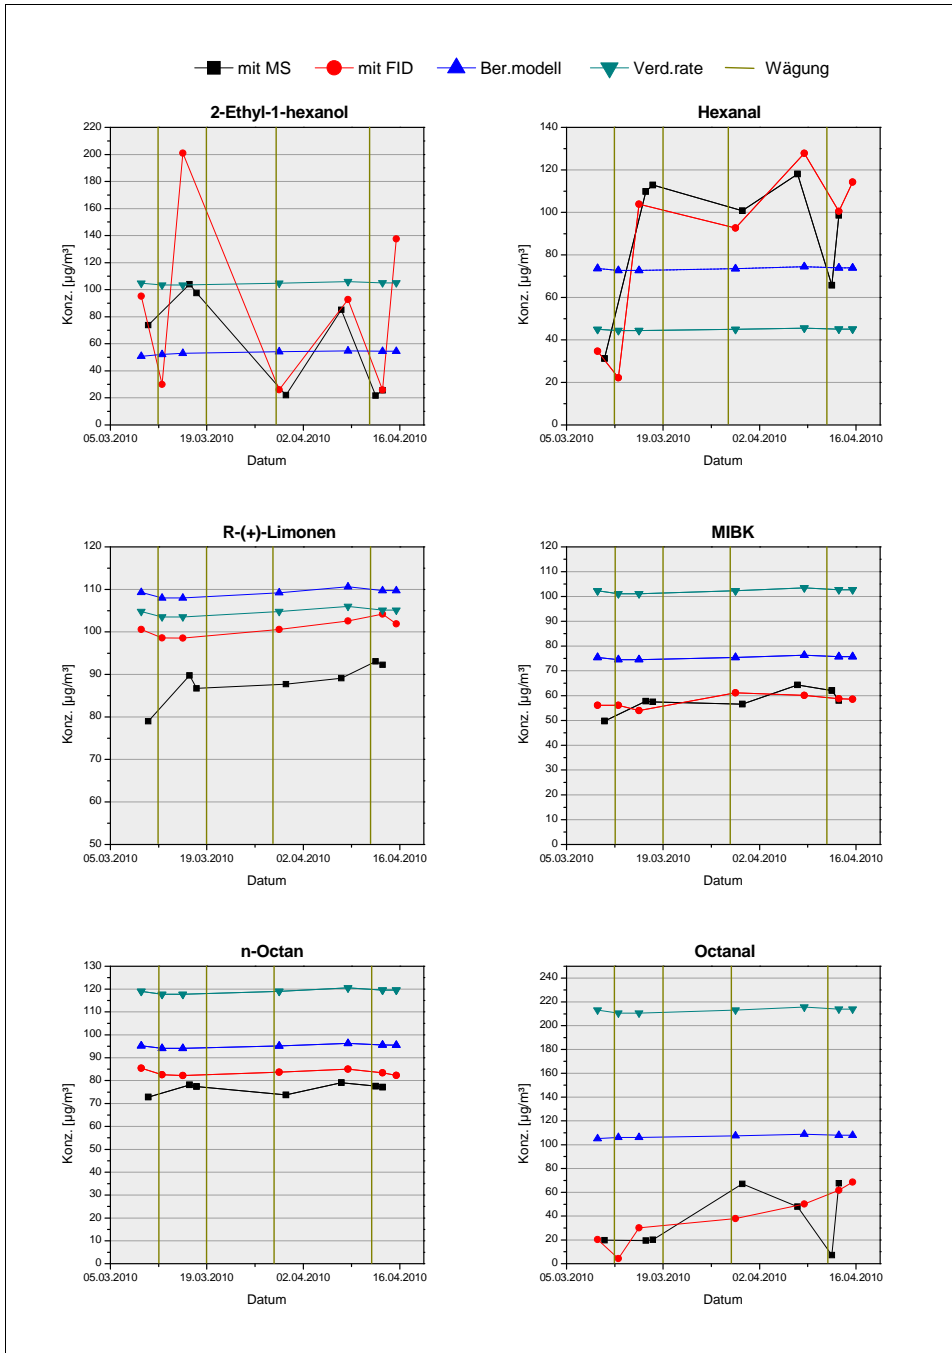 mit MS mit FID Ber.modell Verd.rate Wägung
2-Ethyl-1-hexanol
220
200
180
160
140
120
100
80
60
40
20
0
Konz. [µg/m³]
05.03.2010 19.03.2010 02.04.2010 16.04.2010
Datum
Hexanal
140
120
100
80
60
40
20
0
Konz. [µg/m³]
05.03.2010 19.03.2010 02.04.2010 16.04.2010
Datum
R-(+)-Limonen
120
110
100
90
80
70
60
50
Konz. [µg/m³]
05.03.2010 19.03.2010 02.04.2010 16.04.2010
Datum
MIBK
120
110
100
90
80
70
60
50
40
30
20
10
0
Konz. [µg/m³]
05.03.2010 19.03.2010 02.04.2010 16.04.2010
Datum
n-Octan
130
120
110
100
90
80
70
60
50
40
30
20
10
0
Konz. [µg/m³]
05.03.2010 19.03.2010 02.04.2010 16.04.2010
Datum
Octanal
240
220
200
180
160
140
120
100
80
60
40
20
0
Konz. [µg/m³]
05.03.2010 19.03.2010 02.04.2010 16.04.2010
Datum